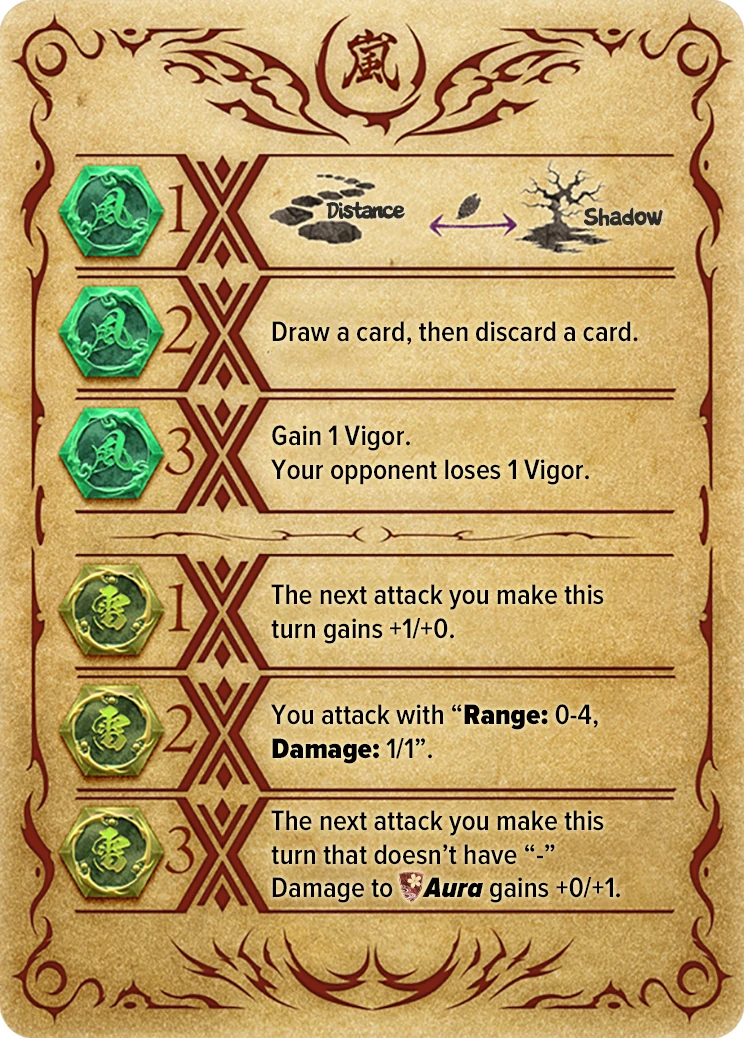 嵐
風 1 Distance Shadow
風 2 Draw a card, then discard a card.
風 3 Gain 1 Vigor.
Your opponent loses 1 Vigor.
雷 1 The next attack you make this
turn gains +1/+0.
雷 2 You attack with “Range: 0-4,
Damage: 1/1”.
雷 3 The next attack you make this
turn that doesn’t have “-”
Damage to Aura gains +0/+1.